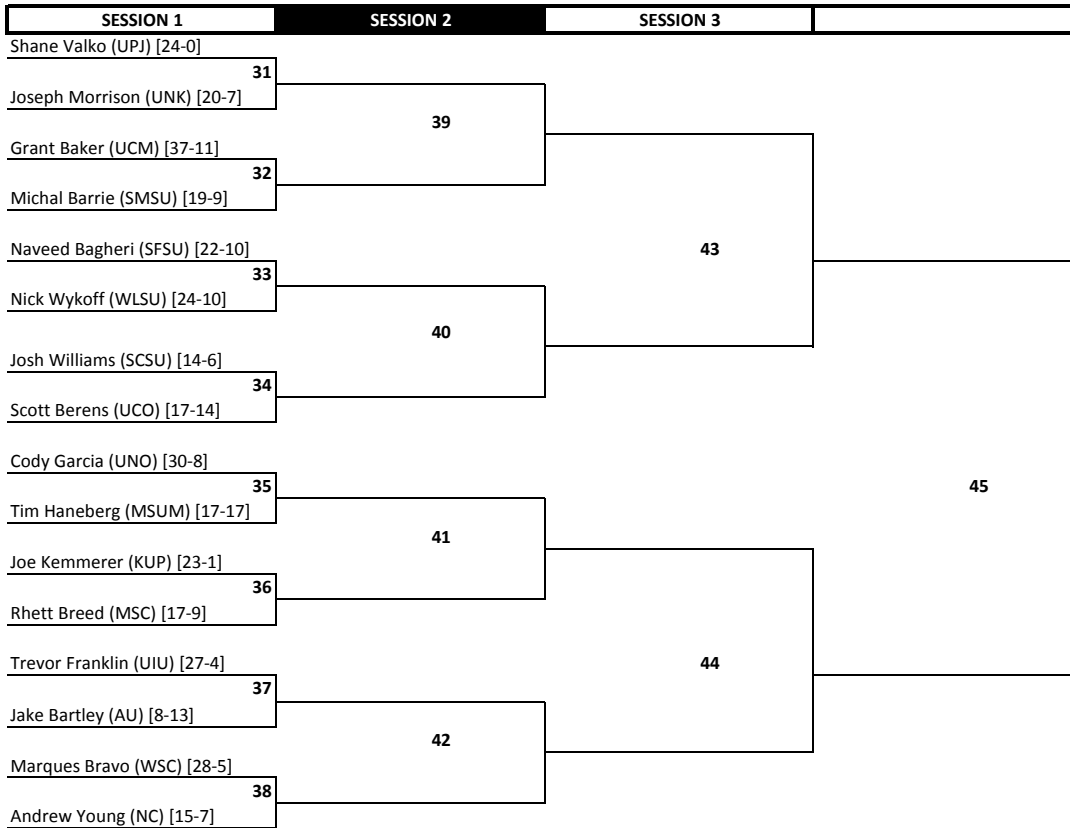 SESSION 1 SESSION 2 SESSION 3
Shane Valko (UPJ) [24-0]
31
Joseph Morrison (UNK) [20-7]
39
Grant Baker (UCM) [37-11]
32
Michal Barrie (SMSU) [19-9]
Naveed Bagheri (SFSU) [22-10]
43
33
Nick Wykoff (WLSU) [24-10]
40
Josh Williams (SCSU) [14-6]
34
Scott Berens (UCO) [17-14]
Cody Garcia (UNO) [30-8]
35
45
Tim Haneberg (MSUM) [17-17]
41
Joe Kemmerer (KUP) [23-1]
36
Rhett Breed (MSC) [17-9]
Trevor Franklin (UIU) [27-4]
44
37
Jake Bartley (AU) [8-13]
42
Marques Bravo (WSC) [28-5]
38
Andrew Young (NC) [15-7]